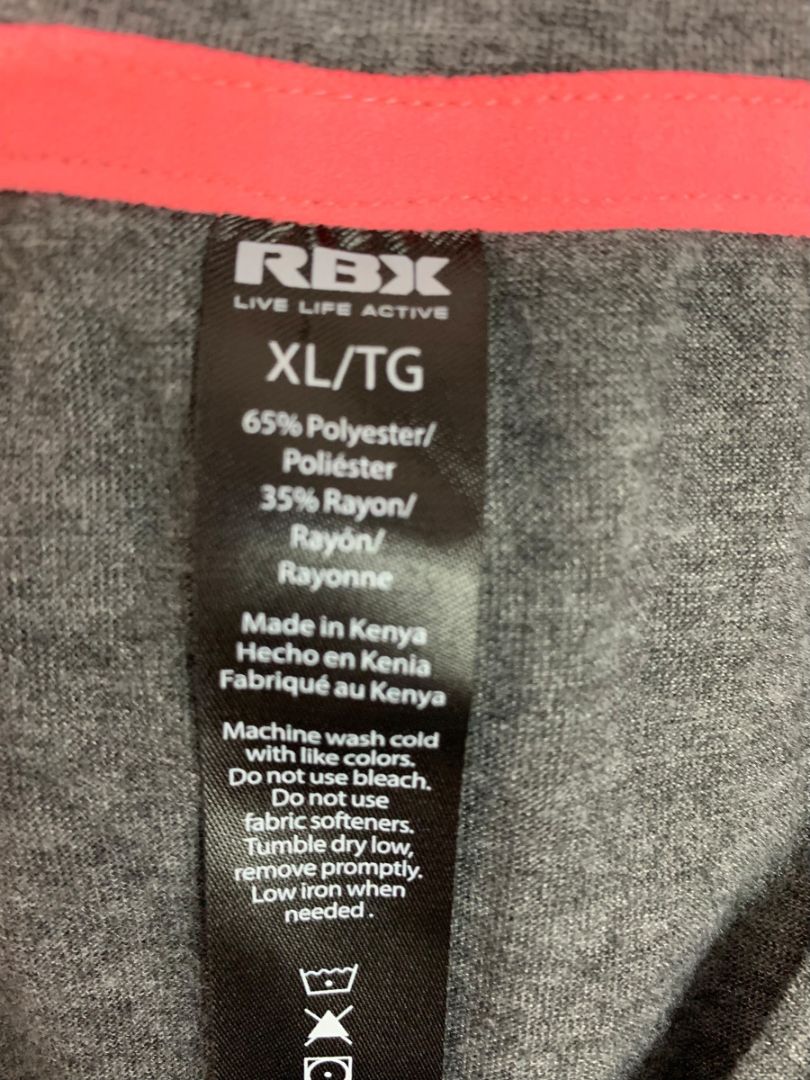 RBX
LIVE LIFE ACTIVE
XL/TG
65% Polyester/
Poliéster
35% Rayon/
Rayón/
Rayonne
Made in Kenya
Hecho en Kenia
Fabriqué au Kenya
Machine wash cold
with like colors.
Do not use bleach.
Do not use
fabric softeners.
Tumble dry low,
remove promptly.
Low iron when
needed .